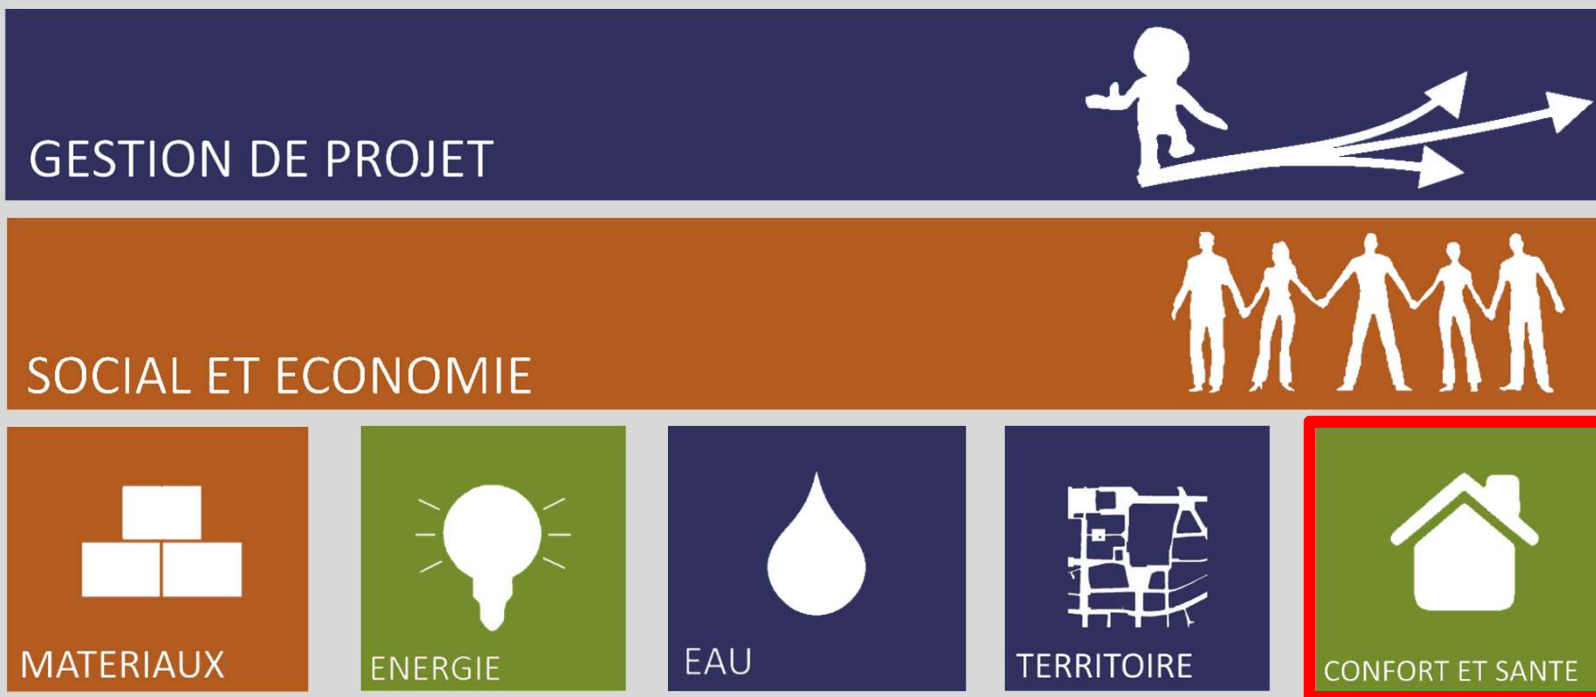 GESTION DE PROJET
SOCIAL ET ECONOMIE
MATERIAUX
ENERGIE
EAU
TERRITOIRE
CONFORT ET SANTE